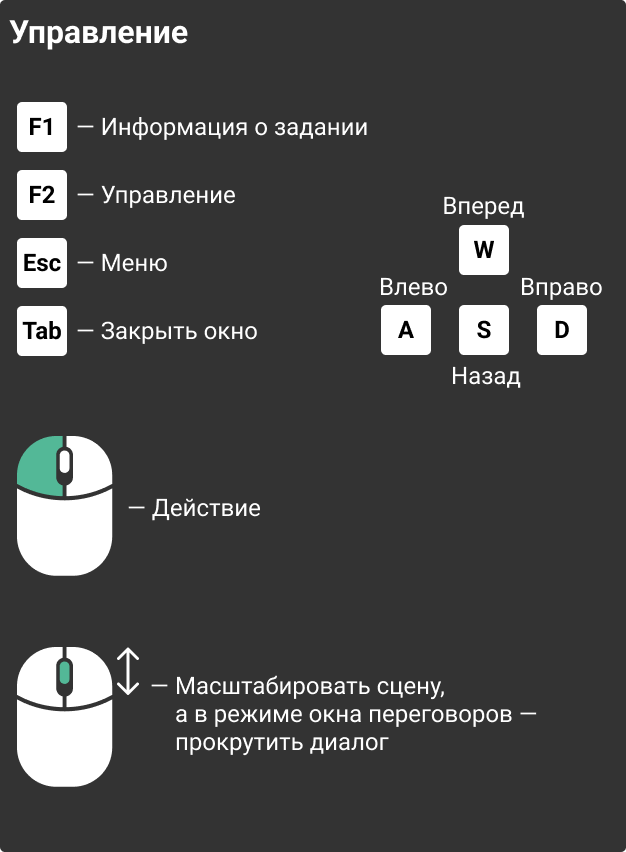 Управление
F1 — Информация о задании
F2 — Управление
Esc — Меню
Tab — Закрыть окно
Вперед
W
Влево
Вправо
A
S
D
Назад
— Действие
— Масштабировать сцену,
а в режиме окна переговоров —
прокрутить диалог